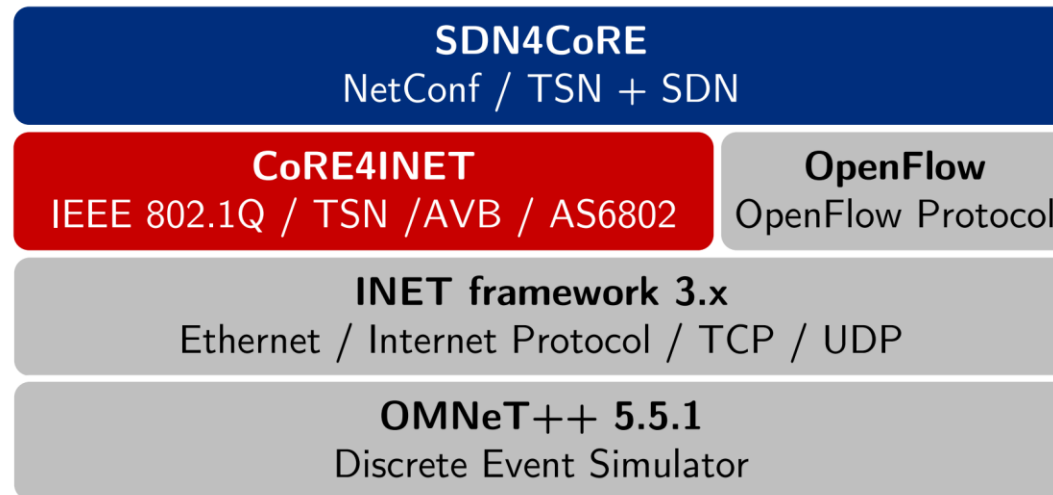 SDN4CoRE
NetConf / TSN + SDN
CoRE4INET
IEEE 802.1Q / TSN /AVB / AS6802
OpenFlow
OpenFlow Protocol
INET framework 3.x
Ethernet / Internet Protocol / TCP / UDP
OMNeT++ 5.5.1
Discrete Event Simulator